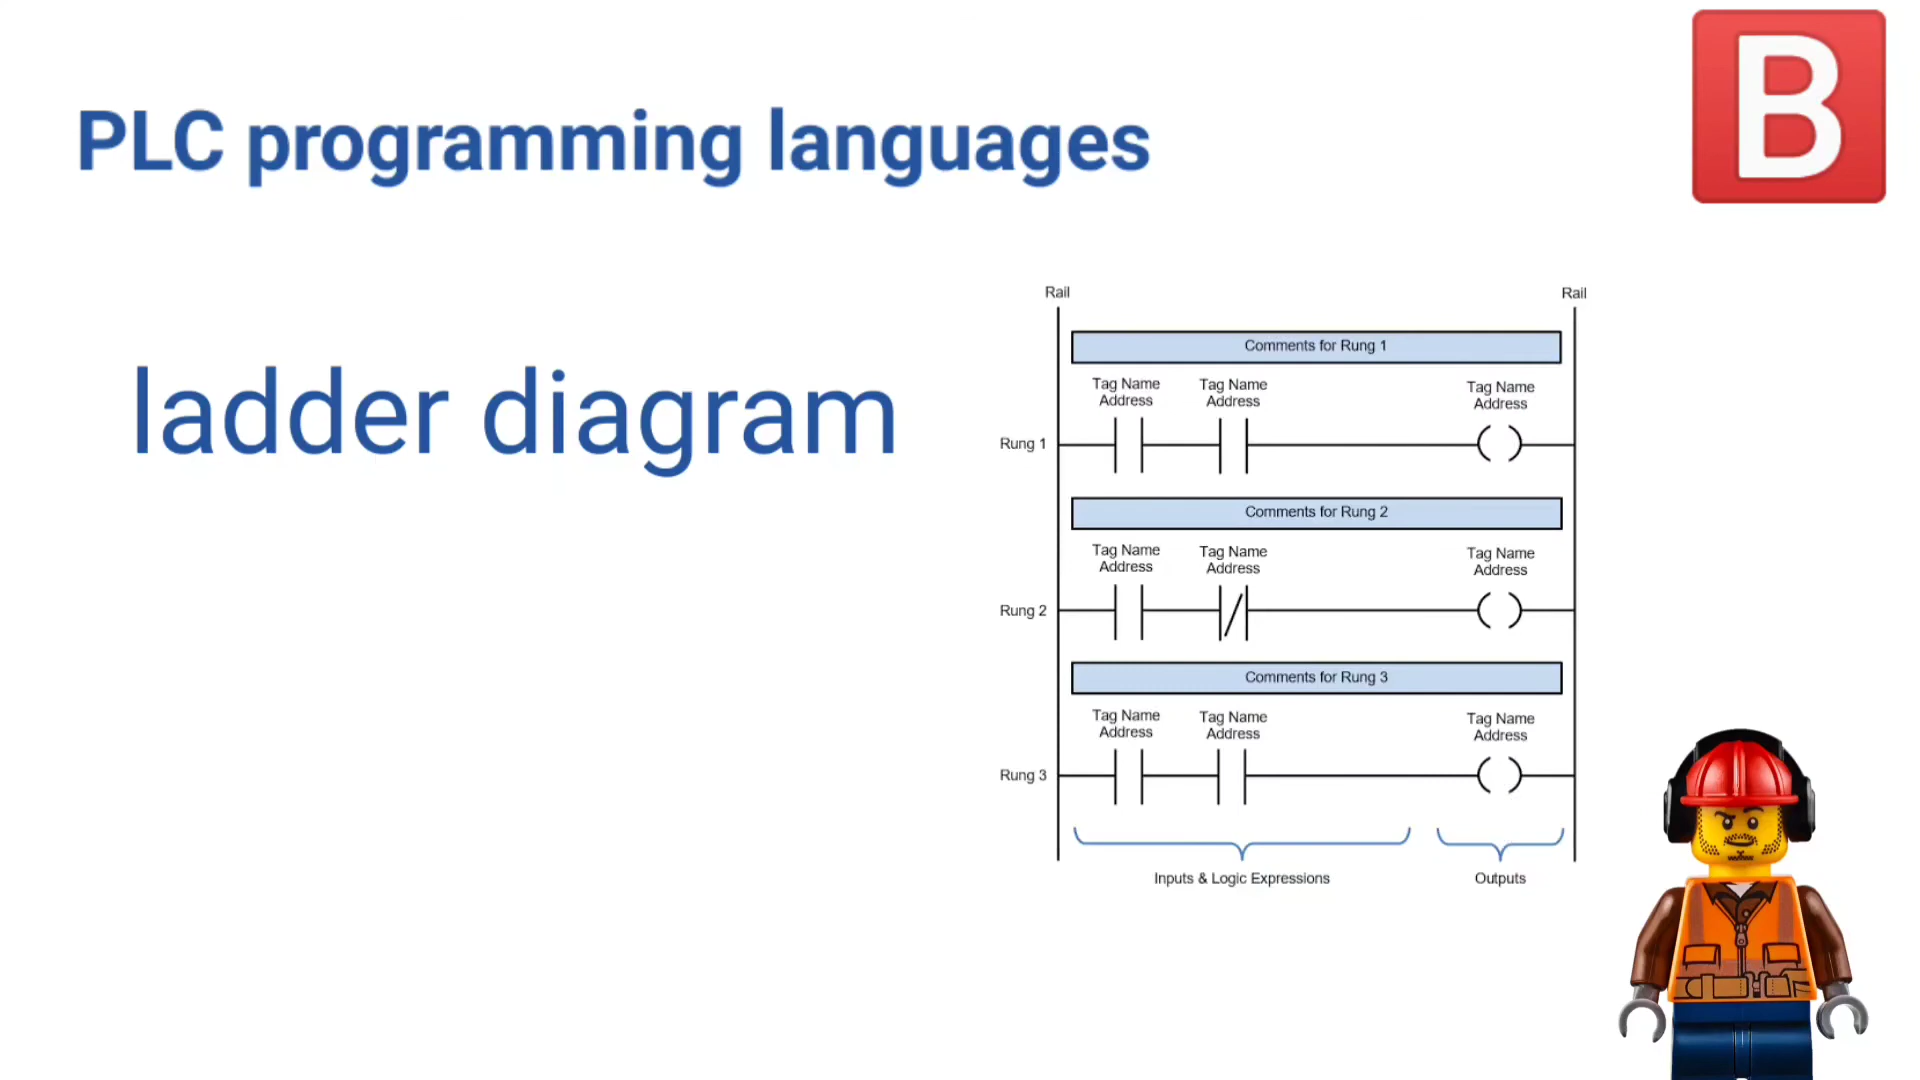 B
PLC programming languages
ladder diagram
Rail
Rail
Comments for Rung 1
Tag Name
Address
Tag Name
Address
Tag Name
Address
Rung 1
Comments for Rung 2
Tag Name
Address
Tag Name
Address
Tag Name
Address
Rung 2
Comments for Rung 3
Tag Name
Address
Tag Name
Address
Tag Name
Address
Rung 3
Inputs & Logic Expressions
Outputs